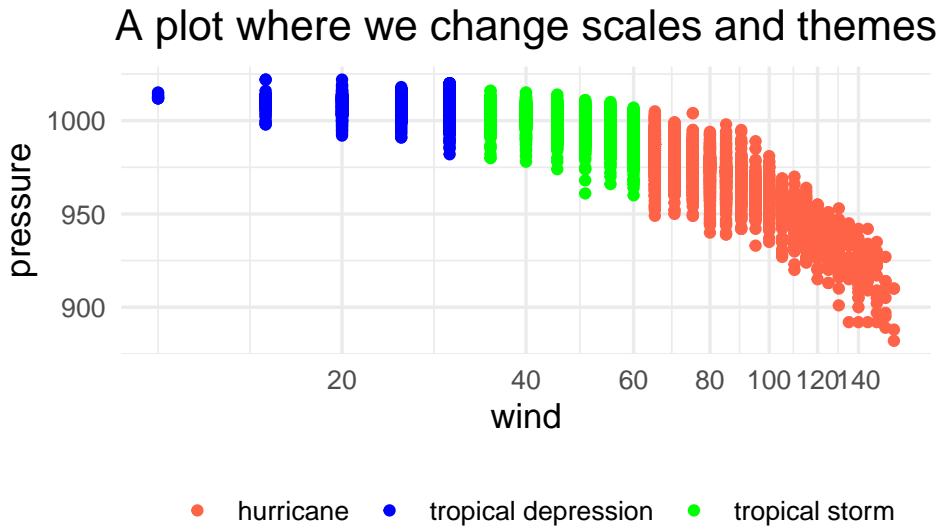 A plot where we change scales and themes
1000
950
900
pressure
20 40 60 80 100 120 140
wind
hurricane tropical depression tropical storm